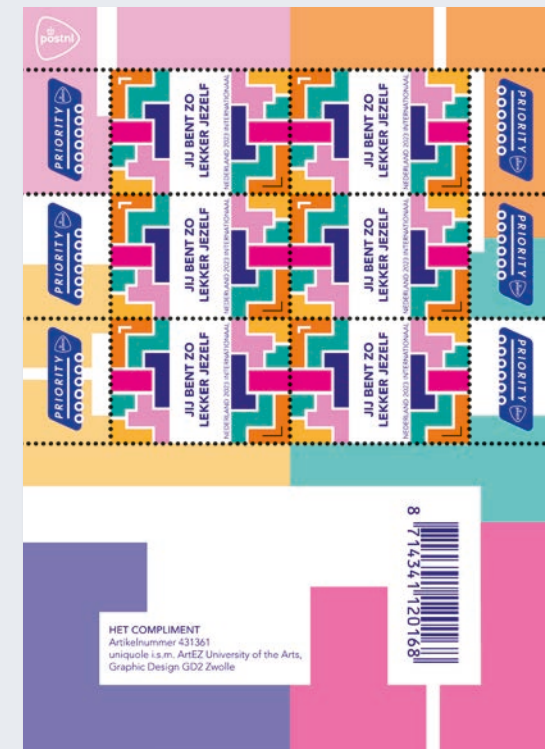 postnl
PRIORITY
JIJ BENT ZO
LEKKER JEZELF
NEDERLAND 2023 INTERNATIONAAL
JIJ BENT ZO
LEKKER JEZELF
NEDERLAND 2023 INTERNATIONAAL
PRIORITY
PRIORITY
JIJ BENT ZO
LEKKER JEZELF
NEDERLAND 2023 INTERNATIONAAL
JIJ BENT ZO
LEKKER JEZELF
NEDERLAND 2023 INTERNATIONAAL
PRIORITY
PRIORITY
JIJ BENT ZO
LEKKER JEZELF
NEDERLAND 2023 INTERNATIONAAL
JIJ BENT ZO
LEKKER JEZELF
NEDERLAND 2023 INTERNATIONAAL
PRIORITY
8 714341 120168
HET COMPLIMENT
Artikelnummer 431361
uniquole i.s.m. ArtEZ University of the Arts,
Graphic Design GD2 Zwolle